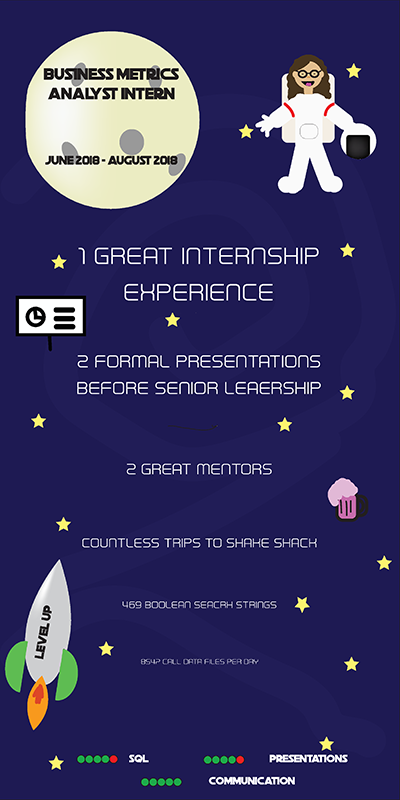 BUSINESS METRICS
ANALYST INTERN
JUNE 2018 - AUGUST 2018
1 GREAT INTERNSHIP
EXPERIENCE
2 FORMAL PRESENTATIONS
BEFORE SENIOR LEAERSHIP
2 GREAT MENTORS
COUNTLESS TRIPS TO SHAKE SHACK
469 BOOLEAN SEACRH STRINGS
8542 CALL DATA FILES PER DAY
LEVEL UP
SQL
PRESENTATIONS
COMMUNICATION